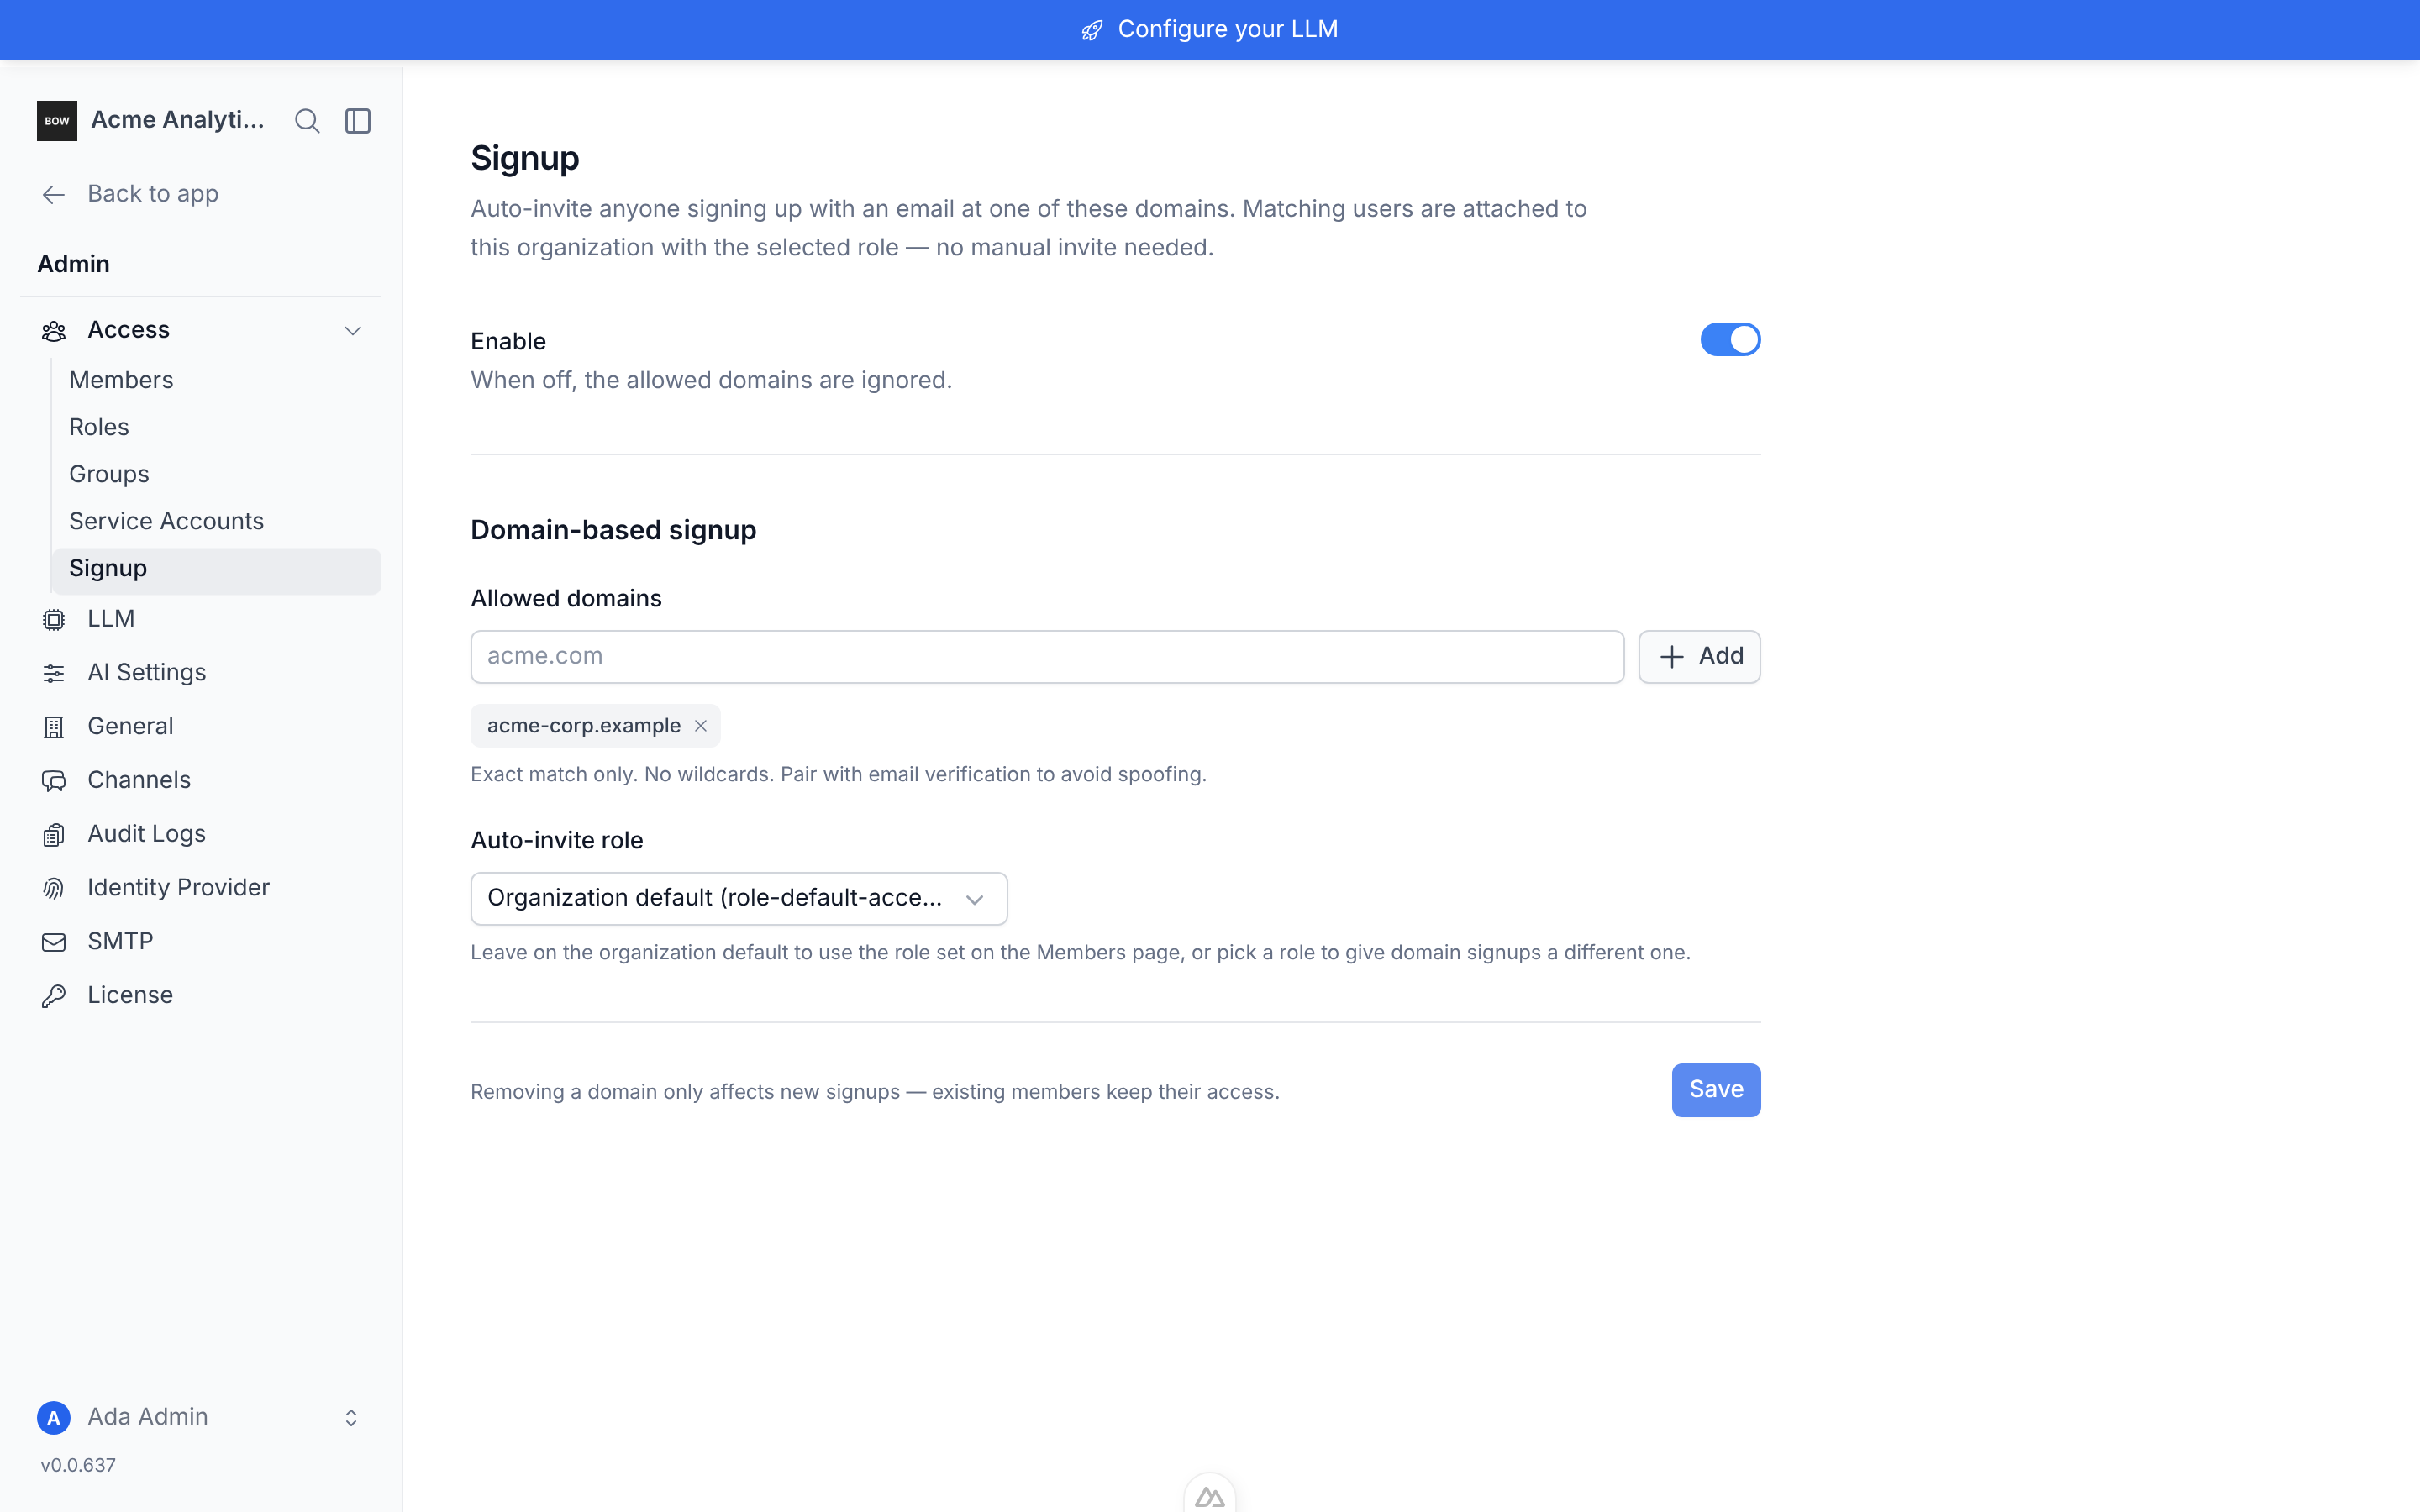 Configure your LLM
BOW
Acme Analyti...
Back to app
Admin
Access
Members
Roles
Groups
Service Accounts
Signup
LLM
AI Settings
General
Channels
Audit Logs
Identity Provider
SMTP
License
Ada Admin
A
v0.0.637
Signup
Auto-invite anyone signing up with an email at one of these domains. Matching users are attached to
this organization with the selected role — no manual invite needed.
Enable
When off, the allowed domains are ignored.
Domain-based signup
Allowed domains
acme.com
Add
acme-corp.example
Exact match only. No wildcards. Pair with email verification to avoid spoofing.
Auto-invite role
Organization default (role-default-acce...
Leave on the organization default to use the role set on the Members page, or pick a role to give domain signups a different one.
Removing a domain only affects new signups — existing members keep their access.
Save